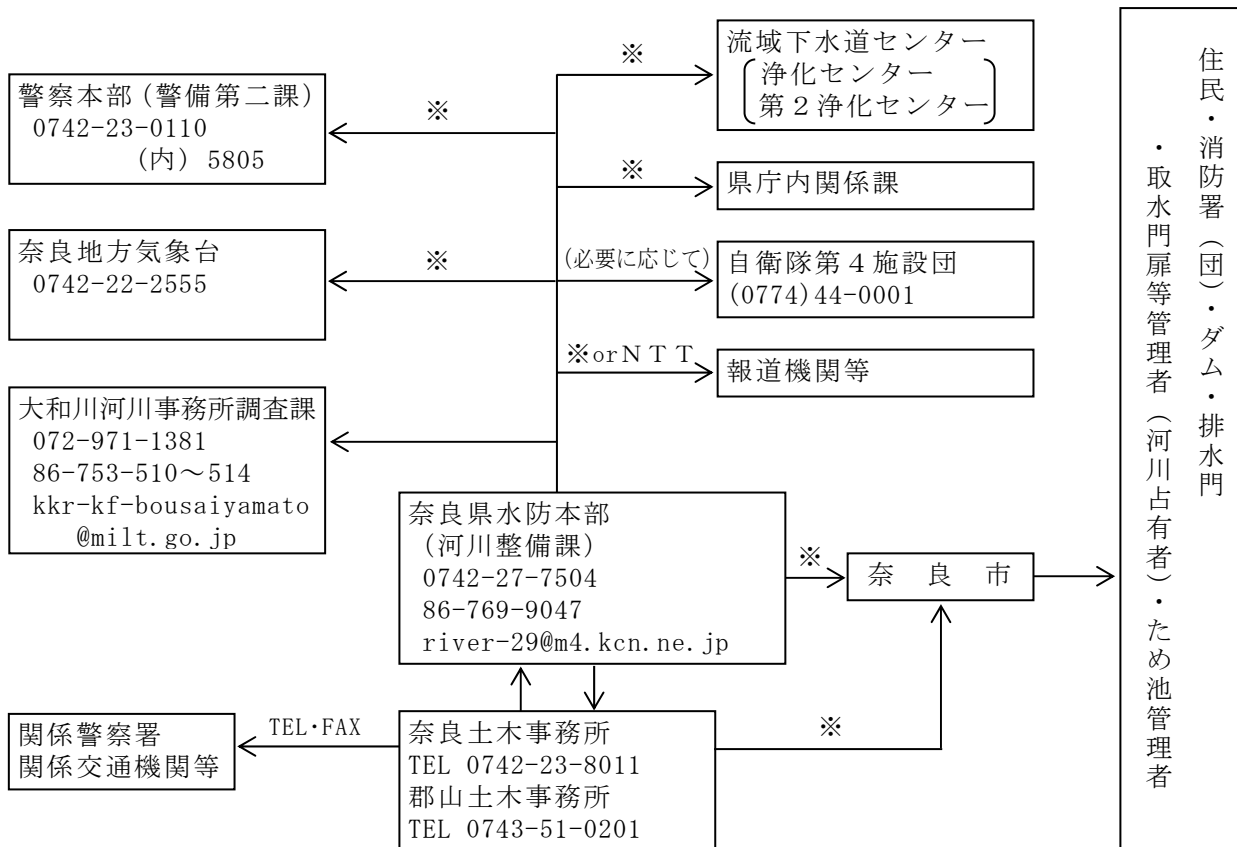 流域下水道センター
浄化センター
第２浄化センター
※
警察本部（警備第二課）
0742-23-0110
(内) 5805
※
※
県庁内関係課
奈良地方気象台
0742-22-2555
※
(必要に応じて)
自衛隊第４施設団
(0774)44-0001
※orＮＴＴ
報道機関等
大和川河川事務所調査課
072-971-1381
86-753-510～514
kkr-kf-bousaiyamato
@milt.go.jp
奈良県水防本部
(河川整備課)
0742-27-7504
86-769-9047
river-29@m4.kcn.ne.jp
※
奈良市
関係警察署
関係交通機関等
TEL・FAX
奈良土木事務所
TEL 0742-23-8011
郡山土木事務所
TEL 0743-51-0201
※
住民・消防署（団）・ダム・排水門
・取水門扉等管理者（河川占有者）・ため池管理者